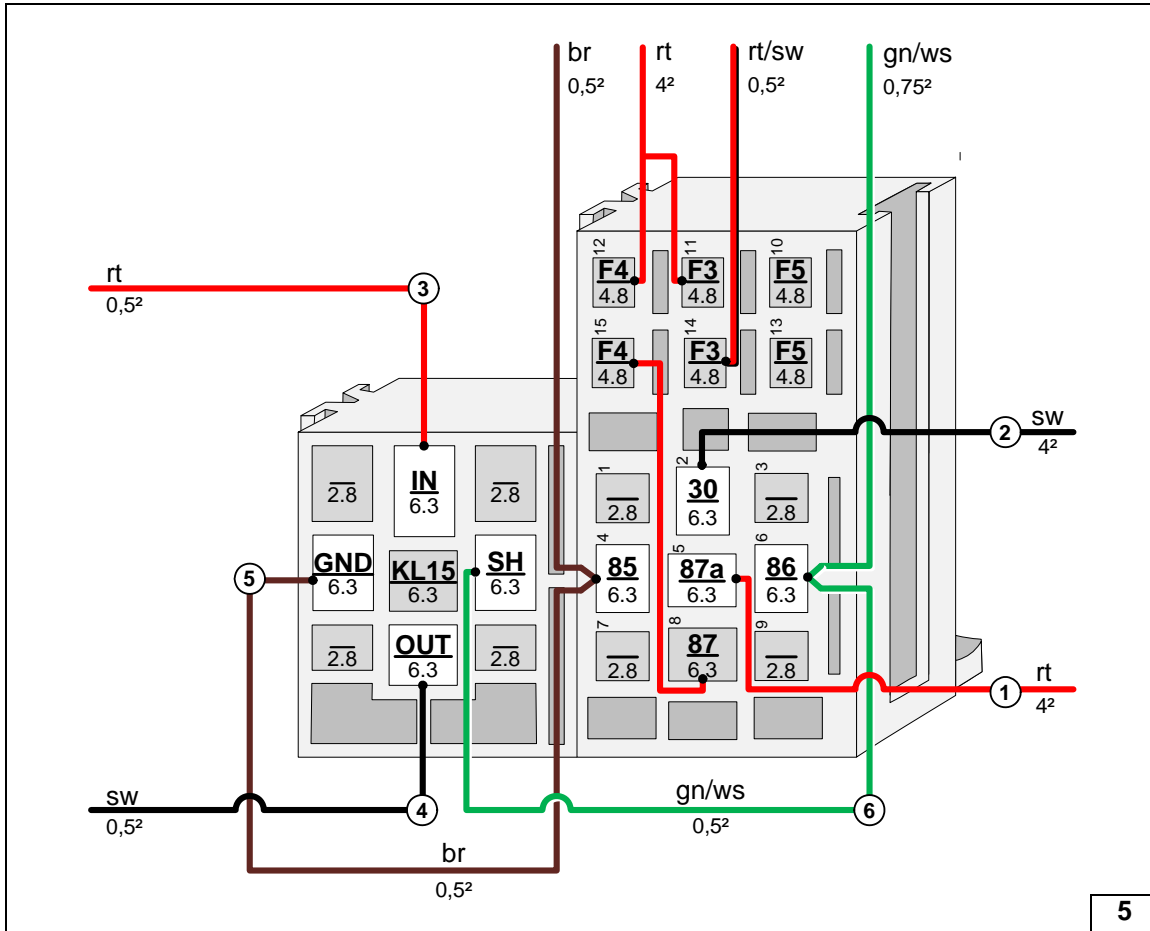 br rt rt/sw gn/ws
0,5² 4² 0,5² 0,75²
12 11 10
F4 F3 F5
4.8 4.8 4.8
rt
0,5²
3
15 14 13
F4 F3 F5
4.8 4.8 4.8
sw
2
4²
1 2 3
IN 30
2.8 6.3 2.8 2.8 6.3 2.8
4 5 6
GND KL15 SH 85 87a 86
6.3 6.3 6.3 6.3 6.3 6.3
5
7 8 9
OUT 87
2.8 6.3 2.8 2.8 6.3 2.8
rt
1
4²
sw gn/ws
4 6
0,5² 0,5²
br
0,5²
5